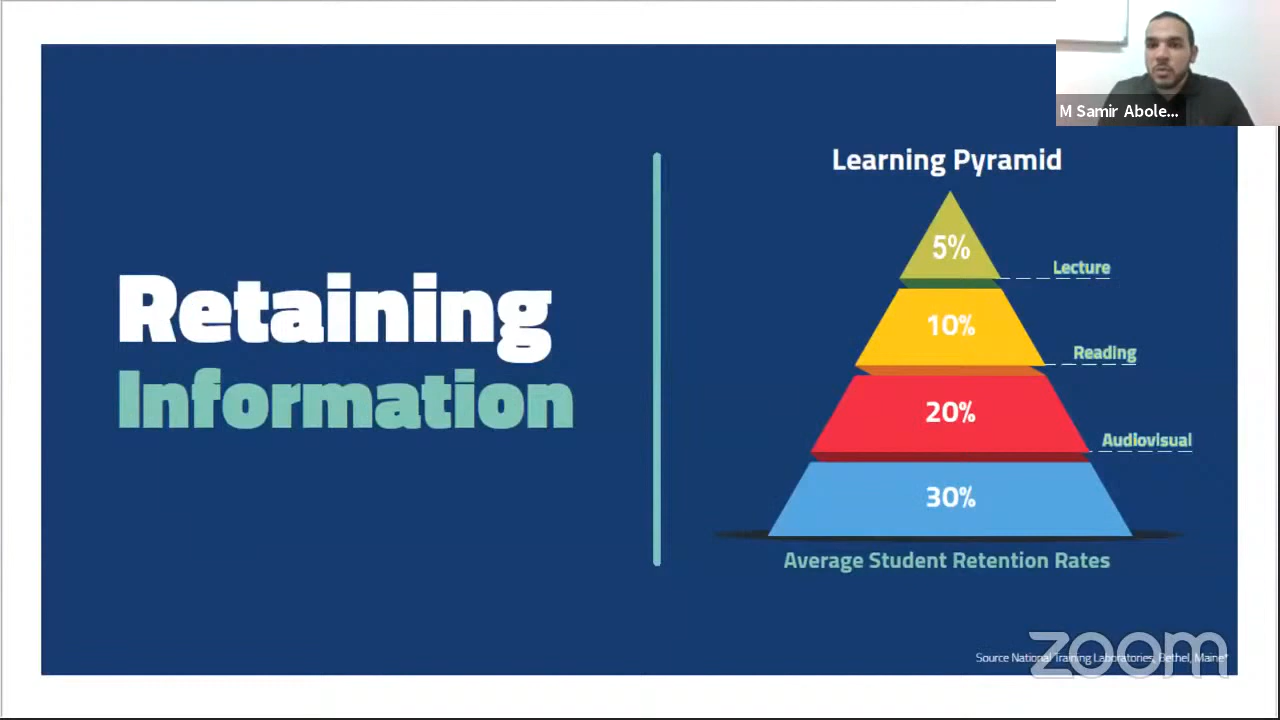 M Samir Abole...
Retaining
Information
Learning Pyramid
5%
Lecture
10%
Reading
20%
Audiovisual
30%
Average Student Retention Rates
Source National Training Laboratories, Bethel, Maine*
zoom